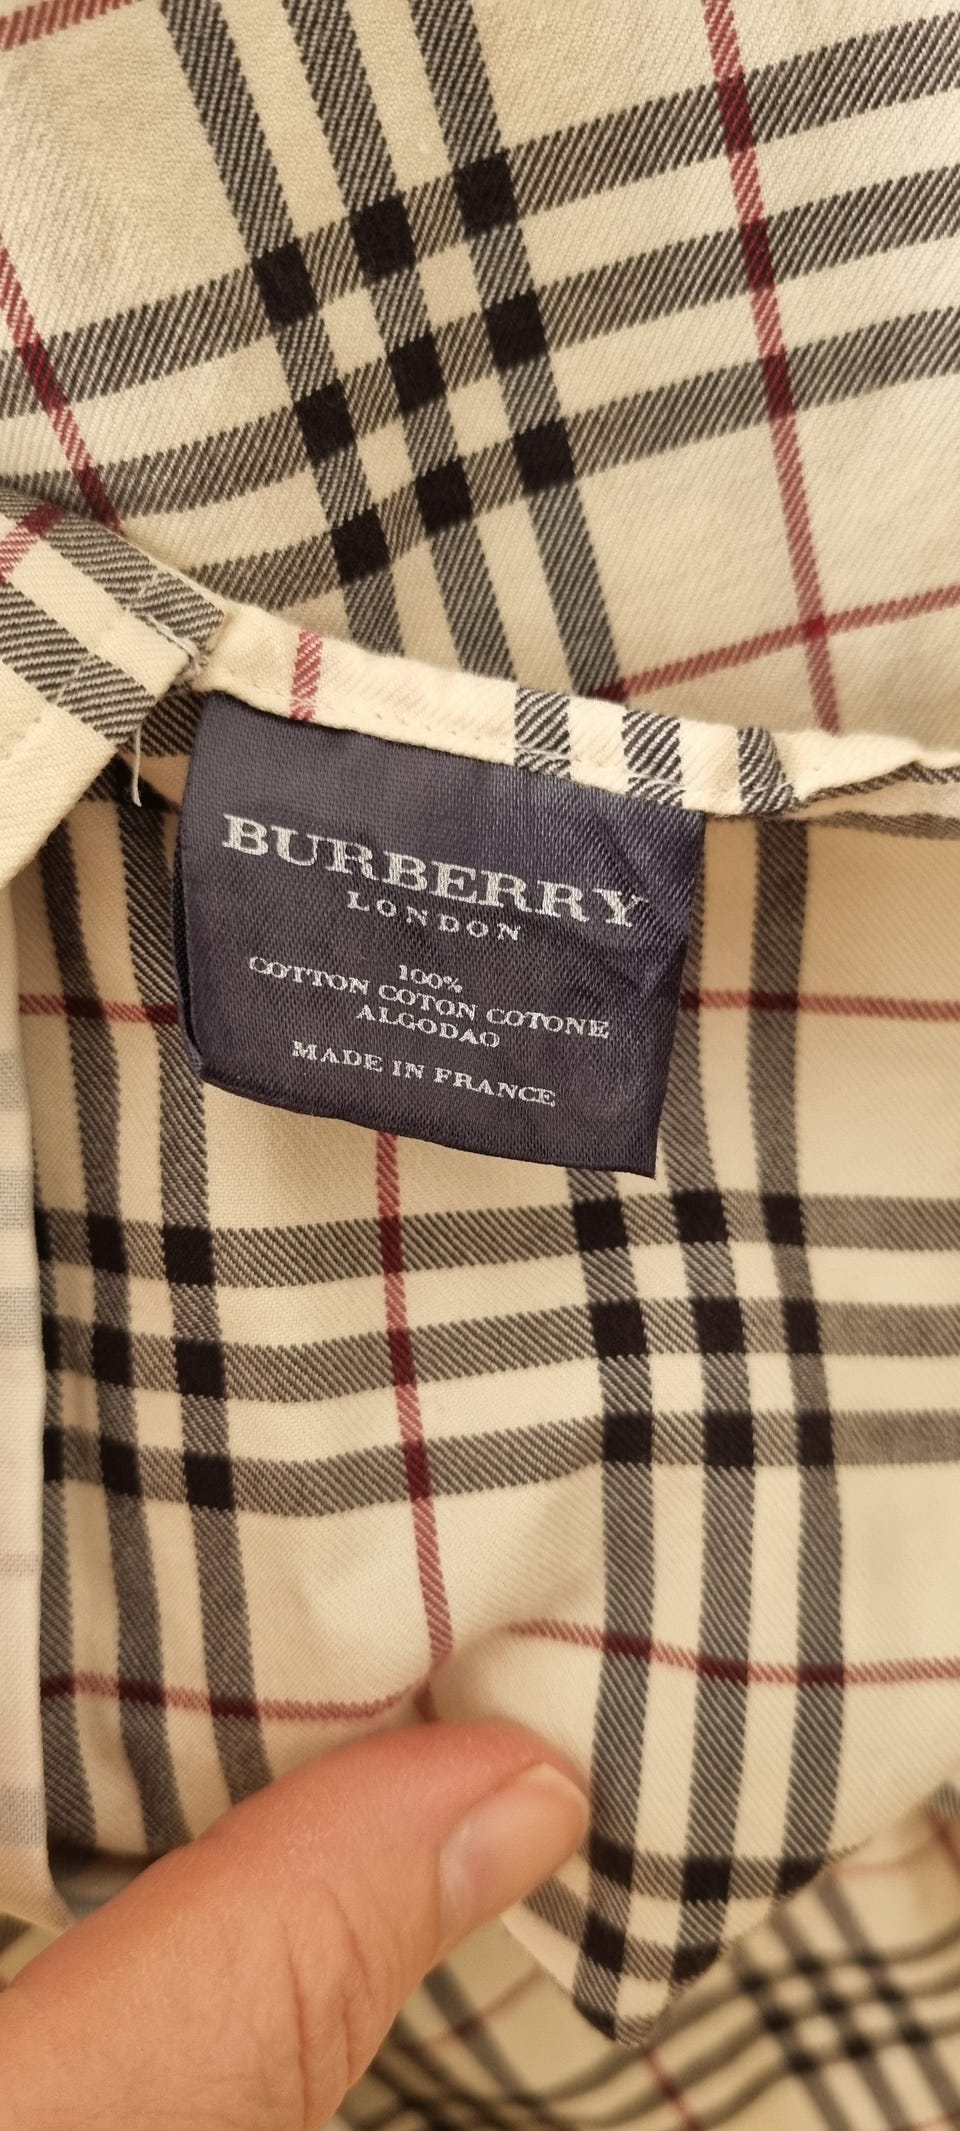 BURBERRY
LONDON
100%
COTTON COTON COTONE
ALGODAO
MADE IN FRANCE